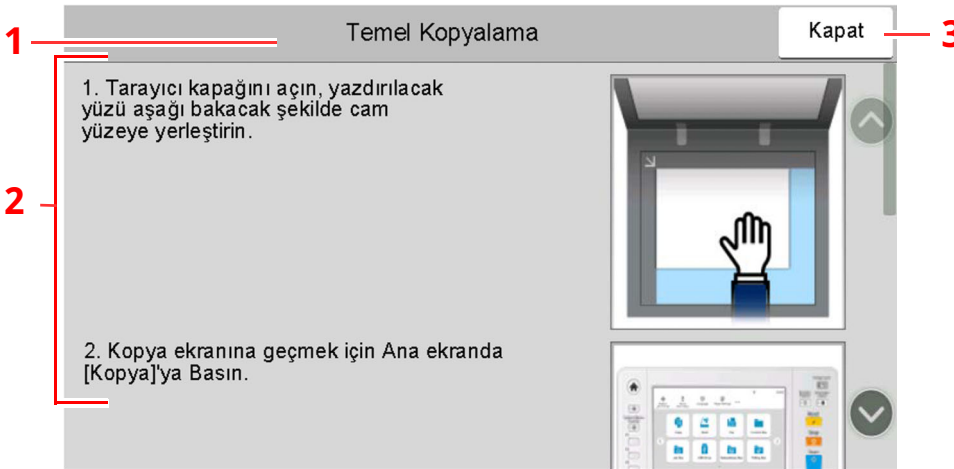 1
Temel Kopyalama
Kapat
3
2
1. Tarayıcı kapağını açın, yazdırılacak
yüzü aşağı bakacak şekilde cam
yüzeye yerleştirin.
2. Kopya ekranına geçmek için Ana ekranda
[Kopya]'ya Basın.